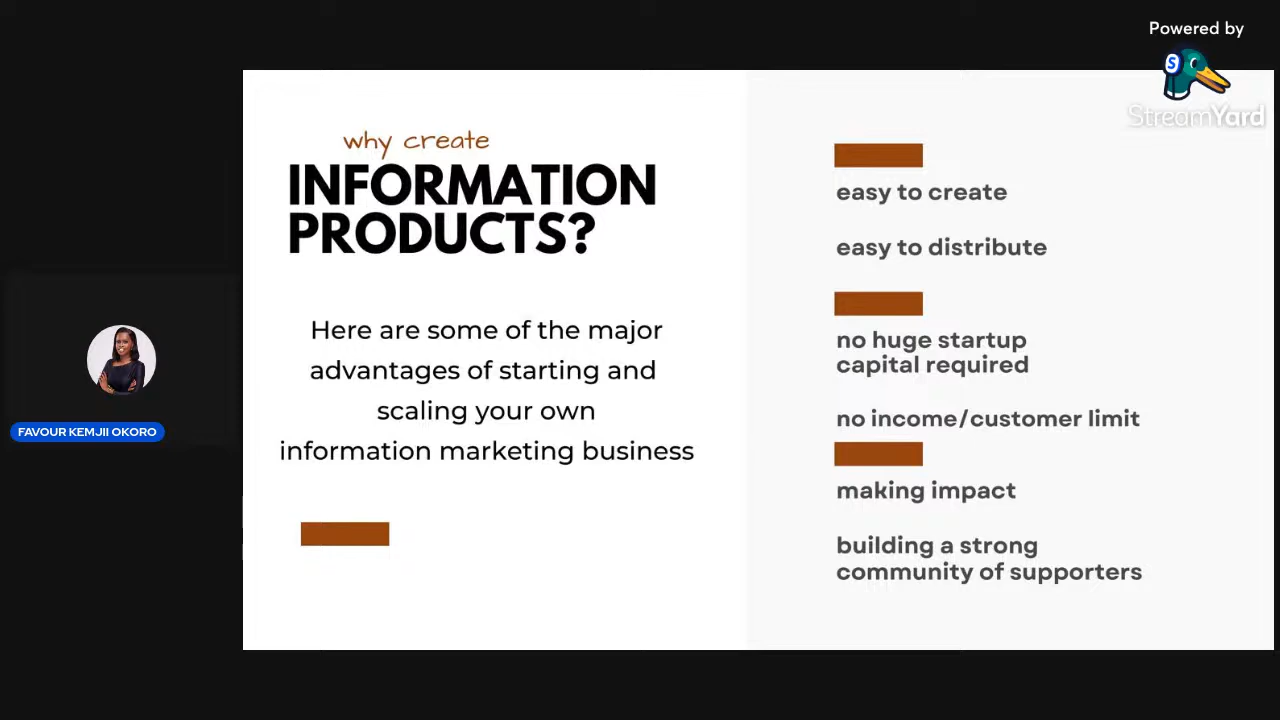 Powered by
StreamYard
why create
INFORMATION
PRODUCTS?
Here are some of the major
advantages of starting and
scaling your own
information marketing business
easy to create
easy to distribute
no huge startup
capital required
no income/customer limit
making impact
building a strong
community of supporters
FAVOUR KEMJII OKORO